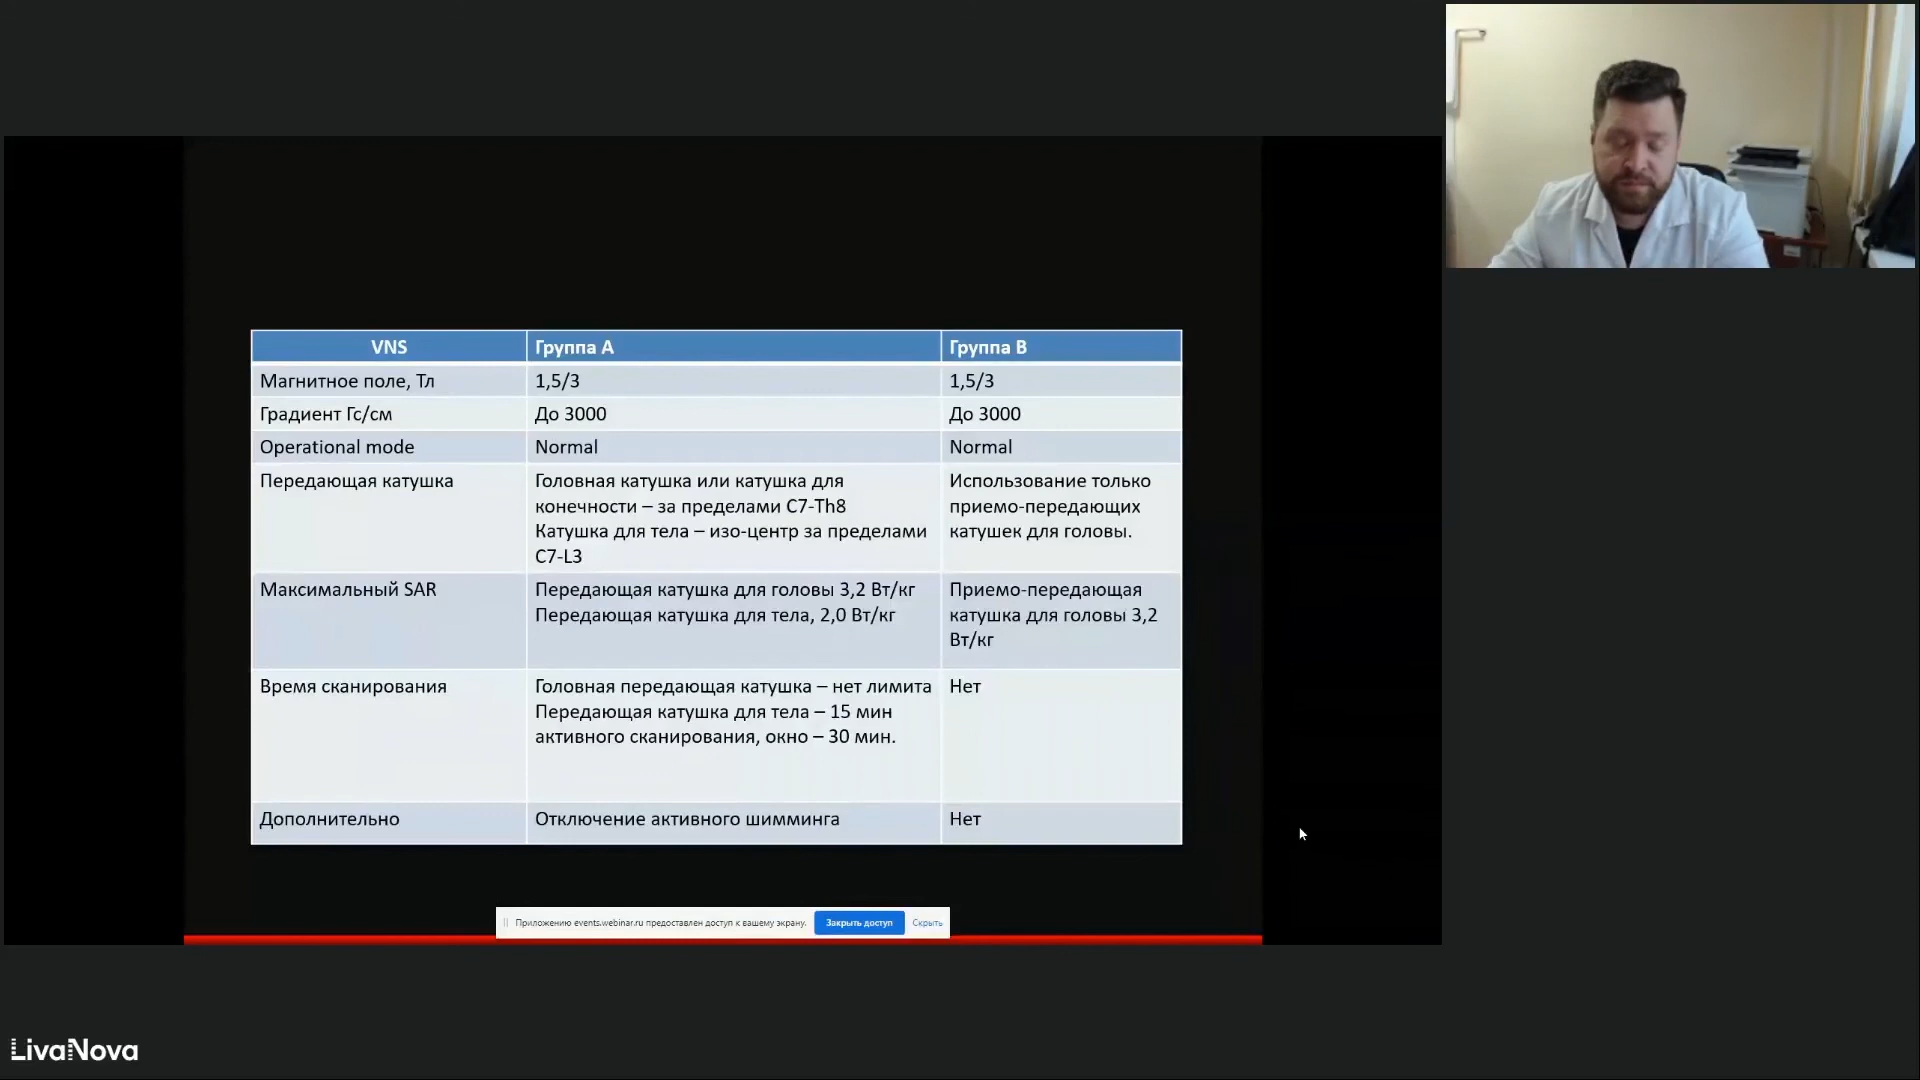 VNS
Группа А
Группа В
Магнитное поле, Тл
1,5/3
1,5/3
Градиент Гс/см
До 3000
До 3000
Operational mode
Normal
Normal
Передающая катушка
Головная катушка или катушка для
конечности – за пределами C7-Th8
Катушка для тела – изо-центр за пределами
C7-L3
Использование только
приемо-передающих
катушек для головы.
Максимальный SAR
Передающая катушка для головы 3,2 Вт/кг
Передающая катушка для тела, 2,0 Вт/кг
Приемо-передающая
катушка для головы 3,2
Вт/кг
Время сканирования
Головная передающая катушка – нет лимита
Передающая катушка для тела – 15 мин
активного сканирования, окно – 30 мин.
Нет
Дополнительно
Отключение активного шимминга
Нет
Приложению events.webinar.ru предоставлен доступ к вашему экрану.
Закрыть доступ
Скрыть
LivaNova